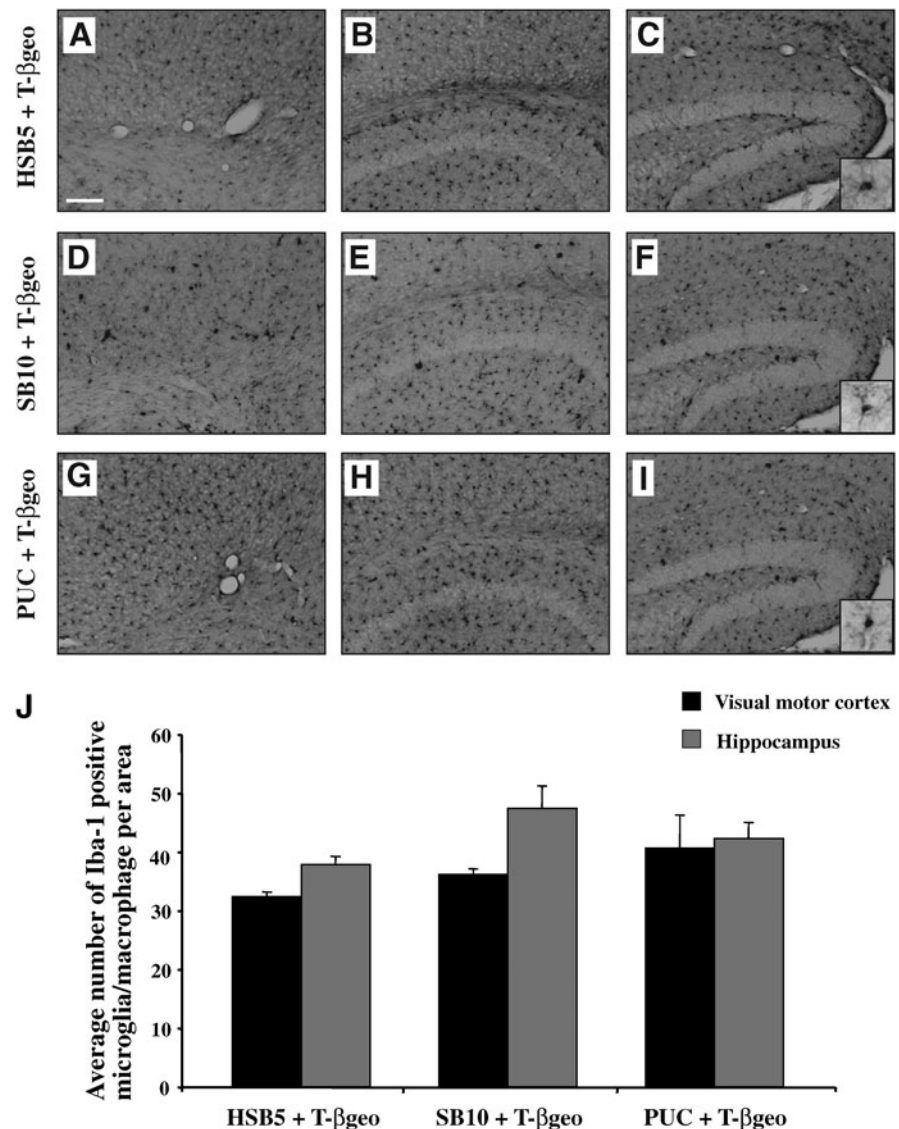 HSB5 + T-βgeo
A
B
C
SB10 + T-βgeo
D
E
F
PUC + T-βgeo
G
H
I
J
Visual motor cortex
Hippocampus
Average number of Iba-1 positive
microglia/macrophage per area
60
50
40
30
20
10
0
HSB5 + T-βgeo
SB10 + T-βgeo
PUC + T-βgeo